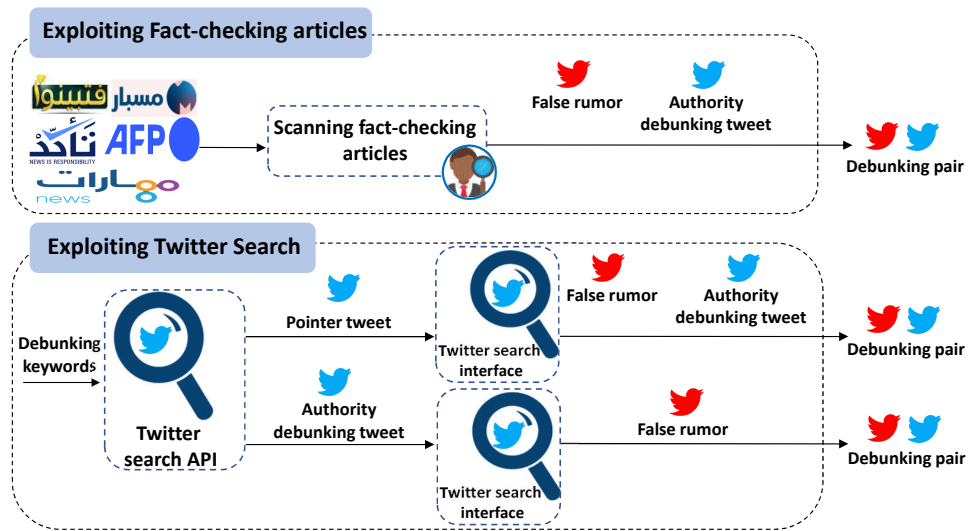 Exploiting Fact-checking articles
فتبينوا
مسبار
تأكّد
NEWS IS RESPONSIBILITY
AFP
مهارات
news
Scanning fact-checking
articles
False rumor
Authority
debunking tweet
Debunking pair
Exploiting Twitter Search
Debunking
keywords
Twitter
search API
Pointer tweet
Twitter search
interface
False rumor
Authority
debunking tweet
Debunking pair
Authority
debunking tweet
Twitter search
interface
False rumor
Debunking pair